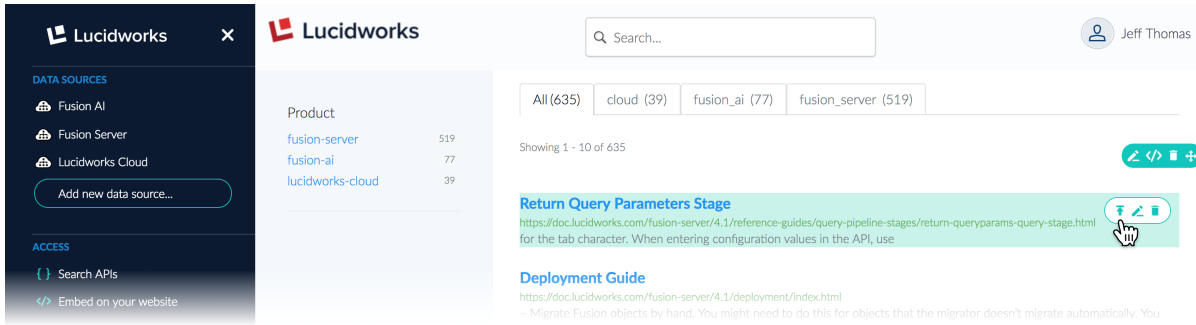 Lucidworks
DATA SOURCES
Fusion AI
Fusion Server
Lucidworks Cloud
Add new data source...
ACCESS
{ } Search APIs
</> Embed on your website
Lucidworks
Search...
Jeff Thomas
Product
fusion-server 519
fusion-ai 77
lucidworks-cloud 39
All (635) cloud (39) fusion_ai (77) fusion_server (519)
Showing 1 - 10 of 635
</>
Return Query Parameters Stage
https://doc.lucidworks.com/fusion-server/4.1/reference-guides/query-pipeline-stages/return-queryparams-query-stage.html
for the tab character. When entering configuration values in the API, use
Deployment Guide
https://doc.lucidworks.com/fusion-server/4.1/deployment/index.html
– Migrate Fusion objects by hand. You might need to do this for objects that the migrator doesn't migrate automatically. You